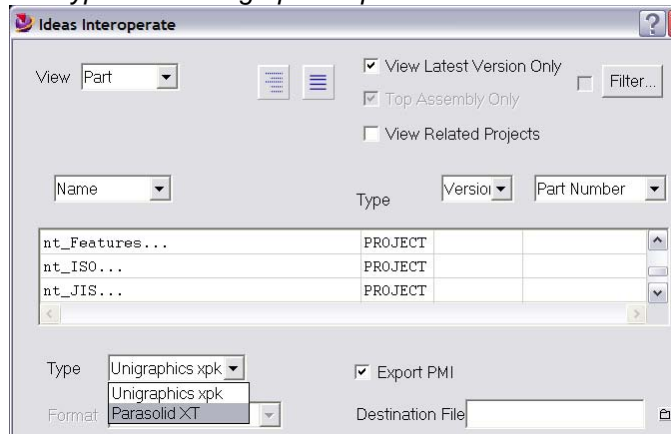 Ideas Interoperate
View Part
View Latest Version Only
Filter...
Top Assembly Only
View Related Projects
Name
Type
Part Number
nt_Features... PROJECT
nt_ISO... PROJECT
nt_JIS... PROJECT
Type Unigraphics xpk
Export PMI
Unigraphics xpk
Format Parasolid XT
Destination File